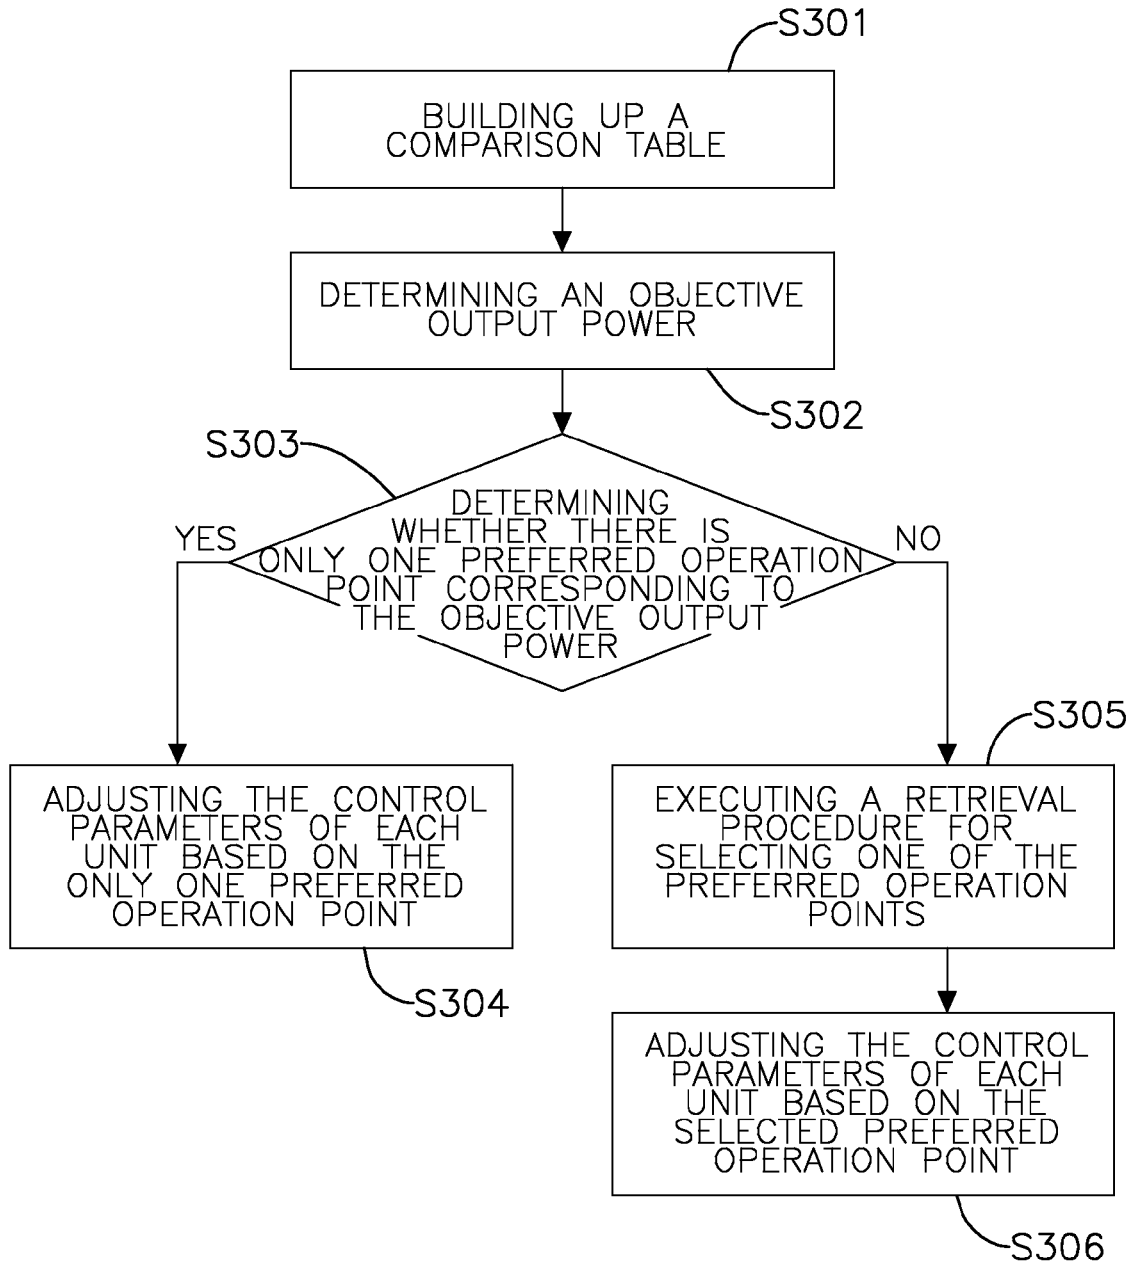 S301
BUILDING UP A
COMPARISON TABLE
DETERMINING AN OBJECTIVE
OUTPUT POWER
S302
S303
DETERMINING
WHETHER THERE IS
ONLY ONE PREFERRED OPERATION
POINT CORRESPONDING TO
THE OBJECTIVE OUTPUT
POWER
YES
NO
ADJUSTING THE CONTROL
PARAMETERS OF EACH
UNIT BASED ON THE
ONLY ONE PREFERRED
OPERATION POINT
S304
S305
EXECUTING A RETRIEVAL
PROCEDURE FOR
SELECTING ONE OF THE
PREFERRED OPERATION
POINTS
ADJUSTING THE CONTROL
PARAMETERS OF EACH
UNIT BASED ON THE
SELECTED PREFERRED
OPERATION POINT
S306